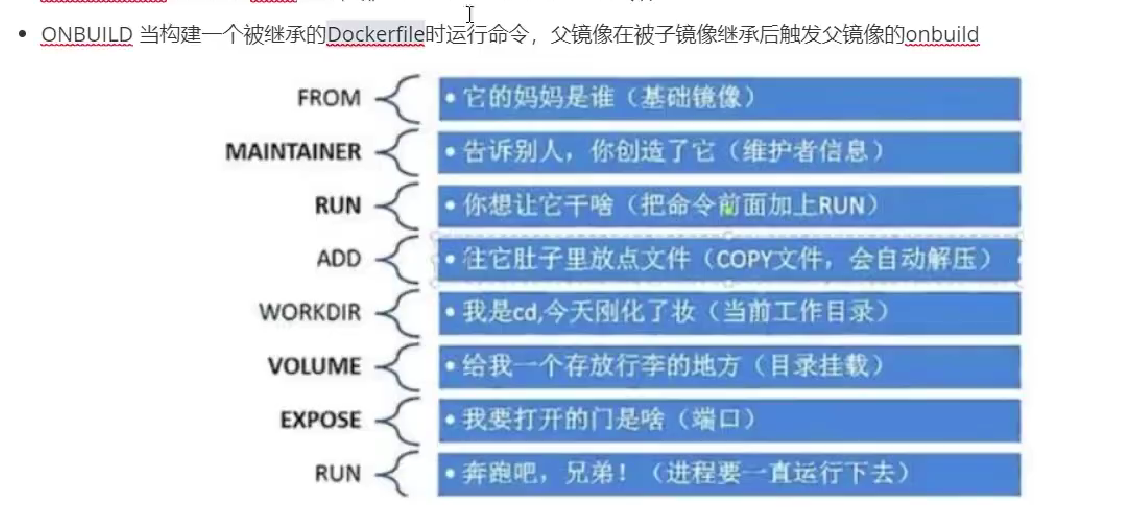 ONBUILD 当构建一个被继承的Dockerfile时运行命令，父镜像在被子镜像继承后触发父镜像的onbuild
FROM 它的妈妈是谁（基础镜像）
MAINTAINER 告诉别人，你创造了它（维护者信息）
RUN 你想让它干啥（把命令前面加上RUN）
ADD 往它肚子里放点文件（COPY文件，会自动解压）
WORKDIR 我是cd,今天刚化了妆（当前工作目录）
VOLUME 给我一个存放行李的地方（目录挂载）
EXPOSE 我要打开的门是啥（端口）
RUN 奔跑吧，兄弟！（进程要一直运行下去）